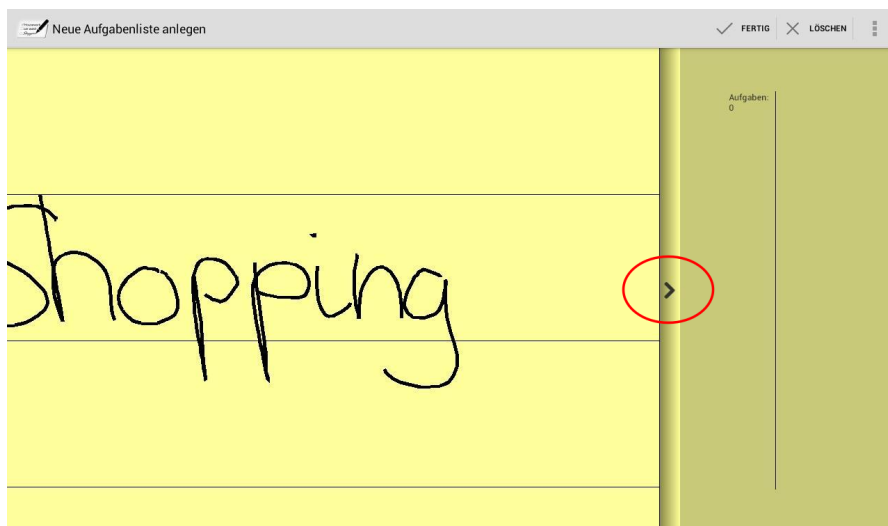 Neue Aufgabenliste anlegen
FERTIG
LÖSCHEN
Aufgaben:
0
Shopping